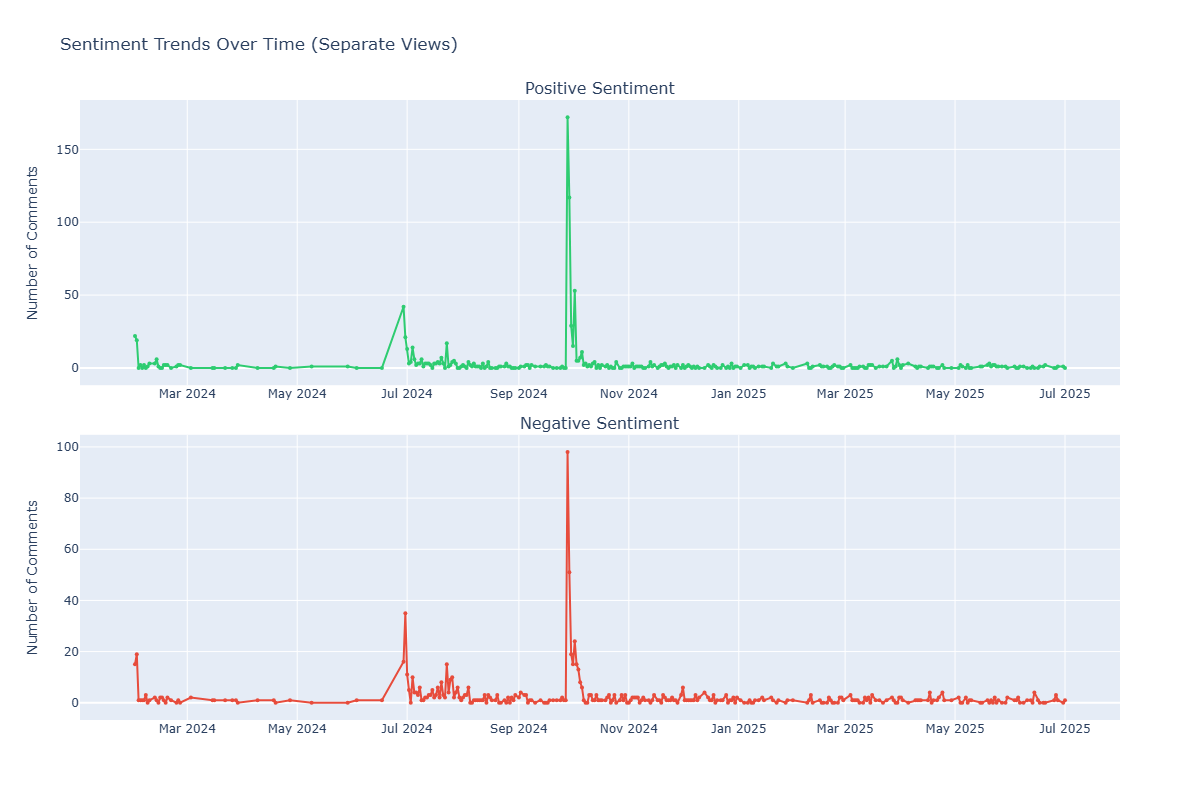 Sentiment Trends Over Time (Separate Views)
Positive Sentiment
Number of Comments
150
100
50
0
Mar 2024 May 2024 Jul 2024 Sep 2024 Nov 2024 Jan 2025 Mar 2025 May 2025 Jul 2025
Negative Sentiment
Number of Comments
100
80
60
40
20
0
Mar 2024 May 2024 Jul 2024 Sep 2024 Nov 2024 Jan 2025 Mar 2025 May 2025 Jul 2025